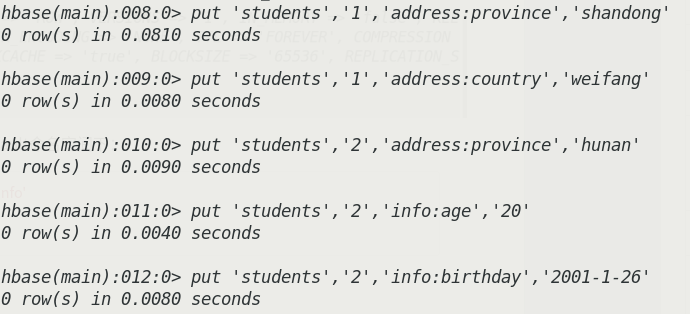 hbase(main):008:0> put 'students','1','address:province','shandong'
0 row(s) in 0.0810 seconds
hbase(main):009:0> put 'students','1','address:country','weifang'
0 row(s) in 0.0080 seconds
hbase(main):010:0> put 'students','2','address:province','hunan'
0 row(s) in 0.0090 seconds
hbase(main):011:0> put 'students','2','info:age','20'
0 row(s) in 0.0040 seconds
hbase(main):012:0> put 'students','2','info:birthday','2001-1-26'
0 row(s) in 0.0080 seconds